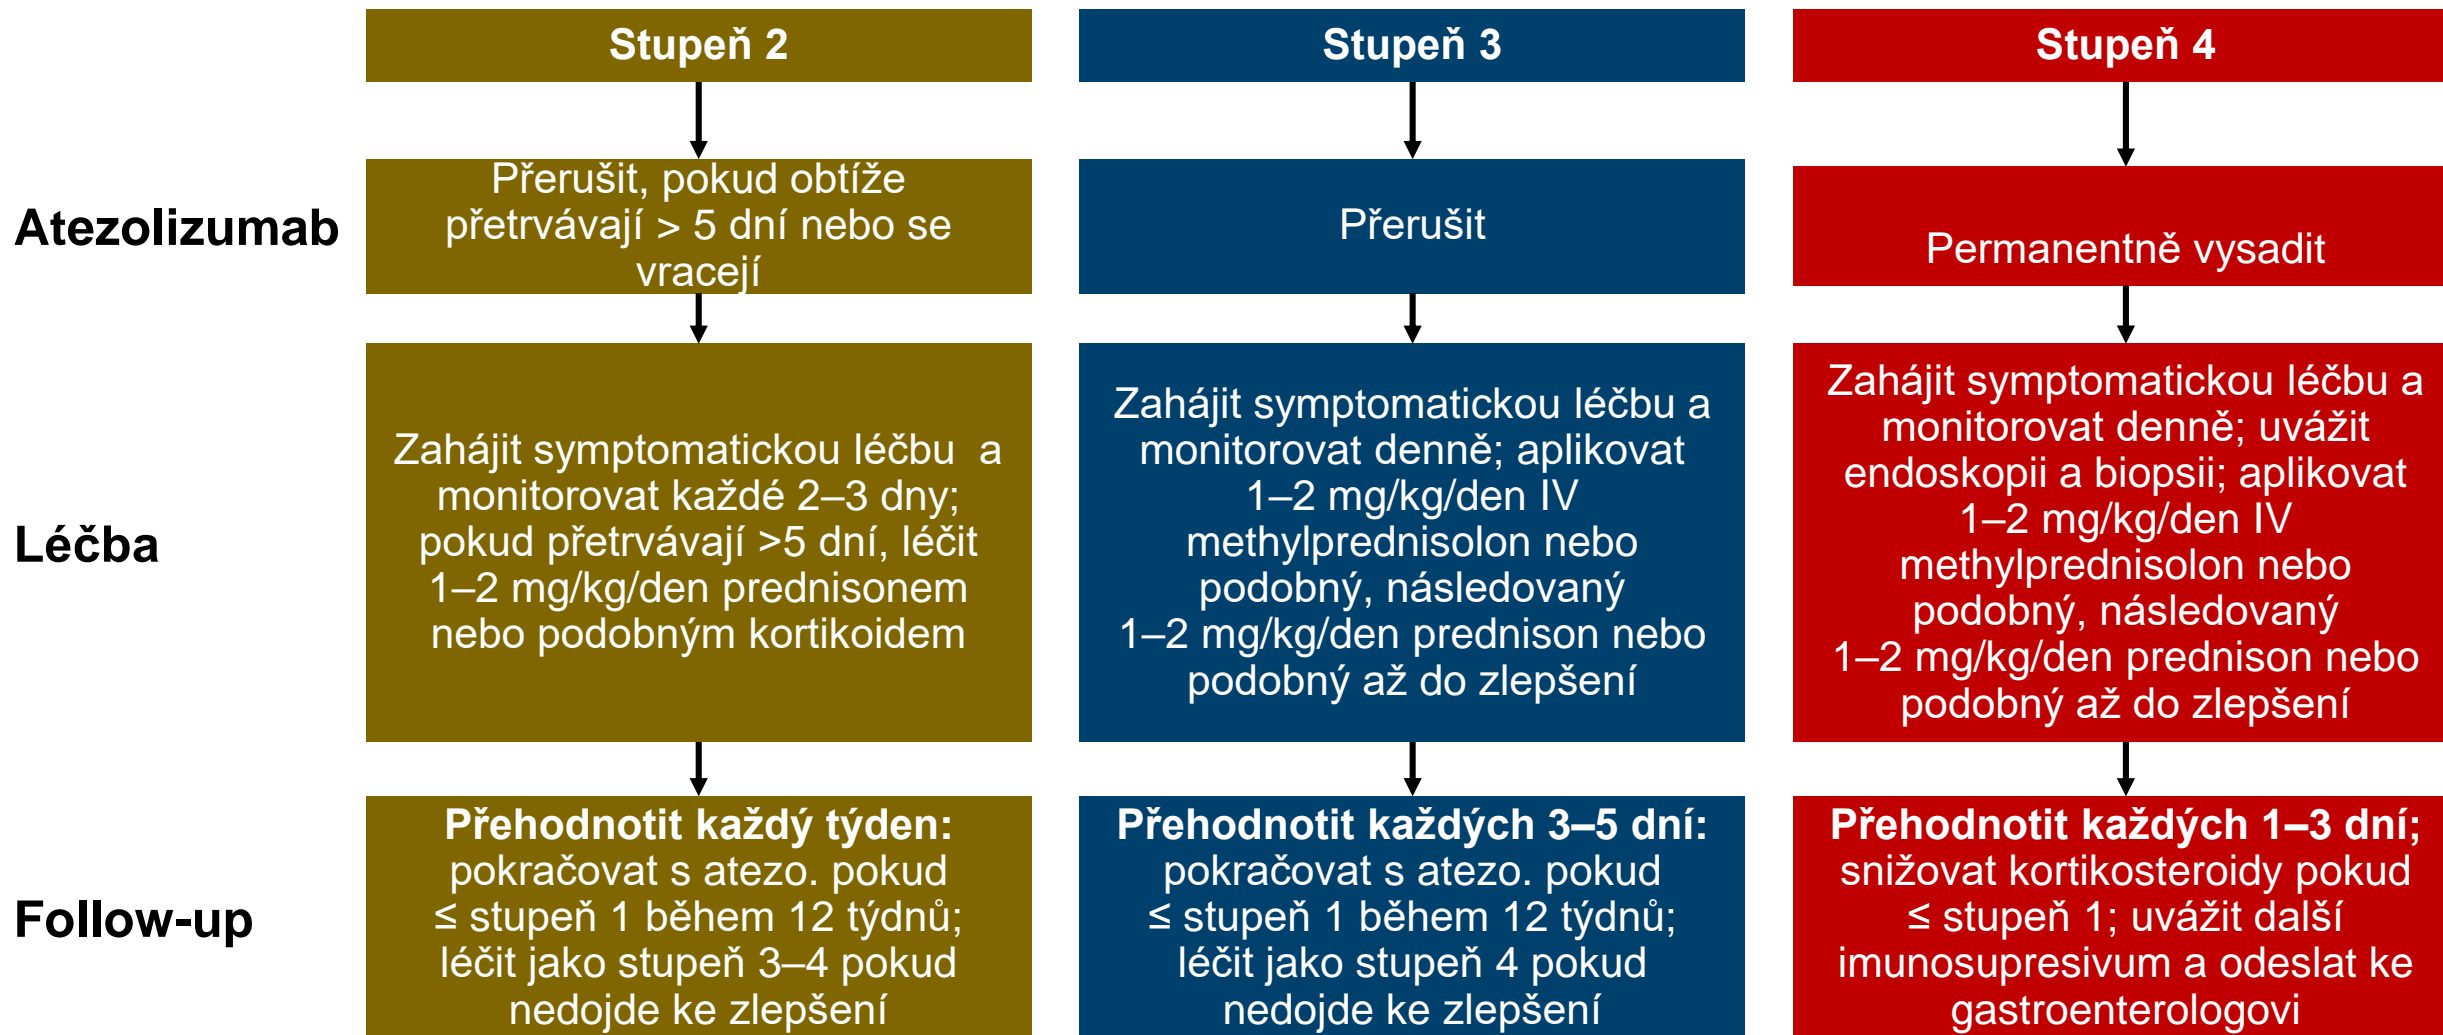 Stupeň 2
Stupeň 3
Stupeň 4
Atezolizumab
Přerušit, pokud obtíže
přetrvávají > 5 dní nebo se
vracejí
Přerušit
Permanentně vysadit
Léčba
Zahájit symptomatickou léčbu  a
monitorovat každé 2–3 dny;
pokud přetrvávají >5 dní, léčit
1–2 mg/kg/den prednisonem
nebo podobným kortikoidem
Zahájit symptomatickou léčbu a
monitorovat denně; aplikovat
1–2 mg/kg/den IV
methylprednisolon nebo
podobný, následovaný
1–2 mg/kg/den prednison nebo
podobný až do zlepšení
Zahájit symptomatickou léčbu a
monitorovat denně; uvážit
endoskopii a biopsii; aplikovat
1–2 mg/kg/den IV
methylprednisolon nebo
podobný, následovaný
1–2 mg/kg/den prednison nebo
podobný až do zlepšení
Follow-up
Přehodnotit každý týden:
pokračovat s atezo. pokud
≤ stupeň 1 během 12 týdnů;
léčit jako stupeň 3–4 pokud
nedojde ke zlepšení
Přehodnotit každých 3–5 dní:
pokračovat s atezo. pokud
≤ stupeň 1 během 12 týdnů;
léčit jako stupeň 4 pokud
nedojde ke zlepšení
Přehodnotit každých 1–3 dní;
snižovat kortikosteroidy pokud
≤ stupeň 1; uvážit další
imunosupresivum a odeslat ke
gastroenterologovi